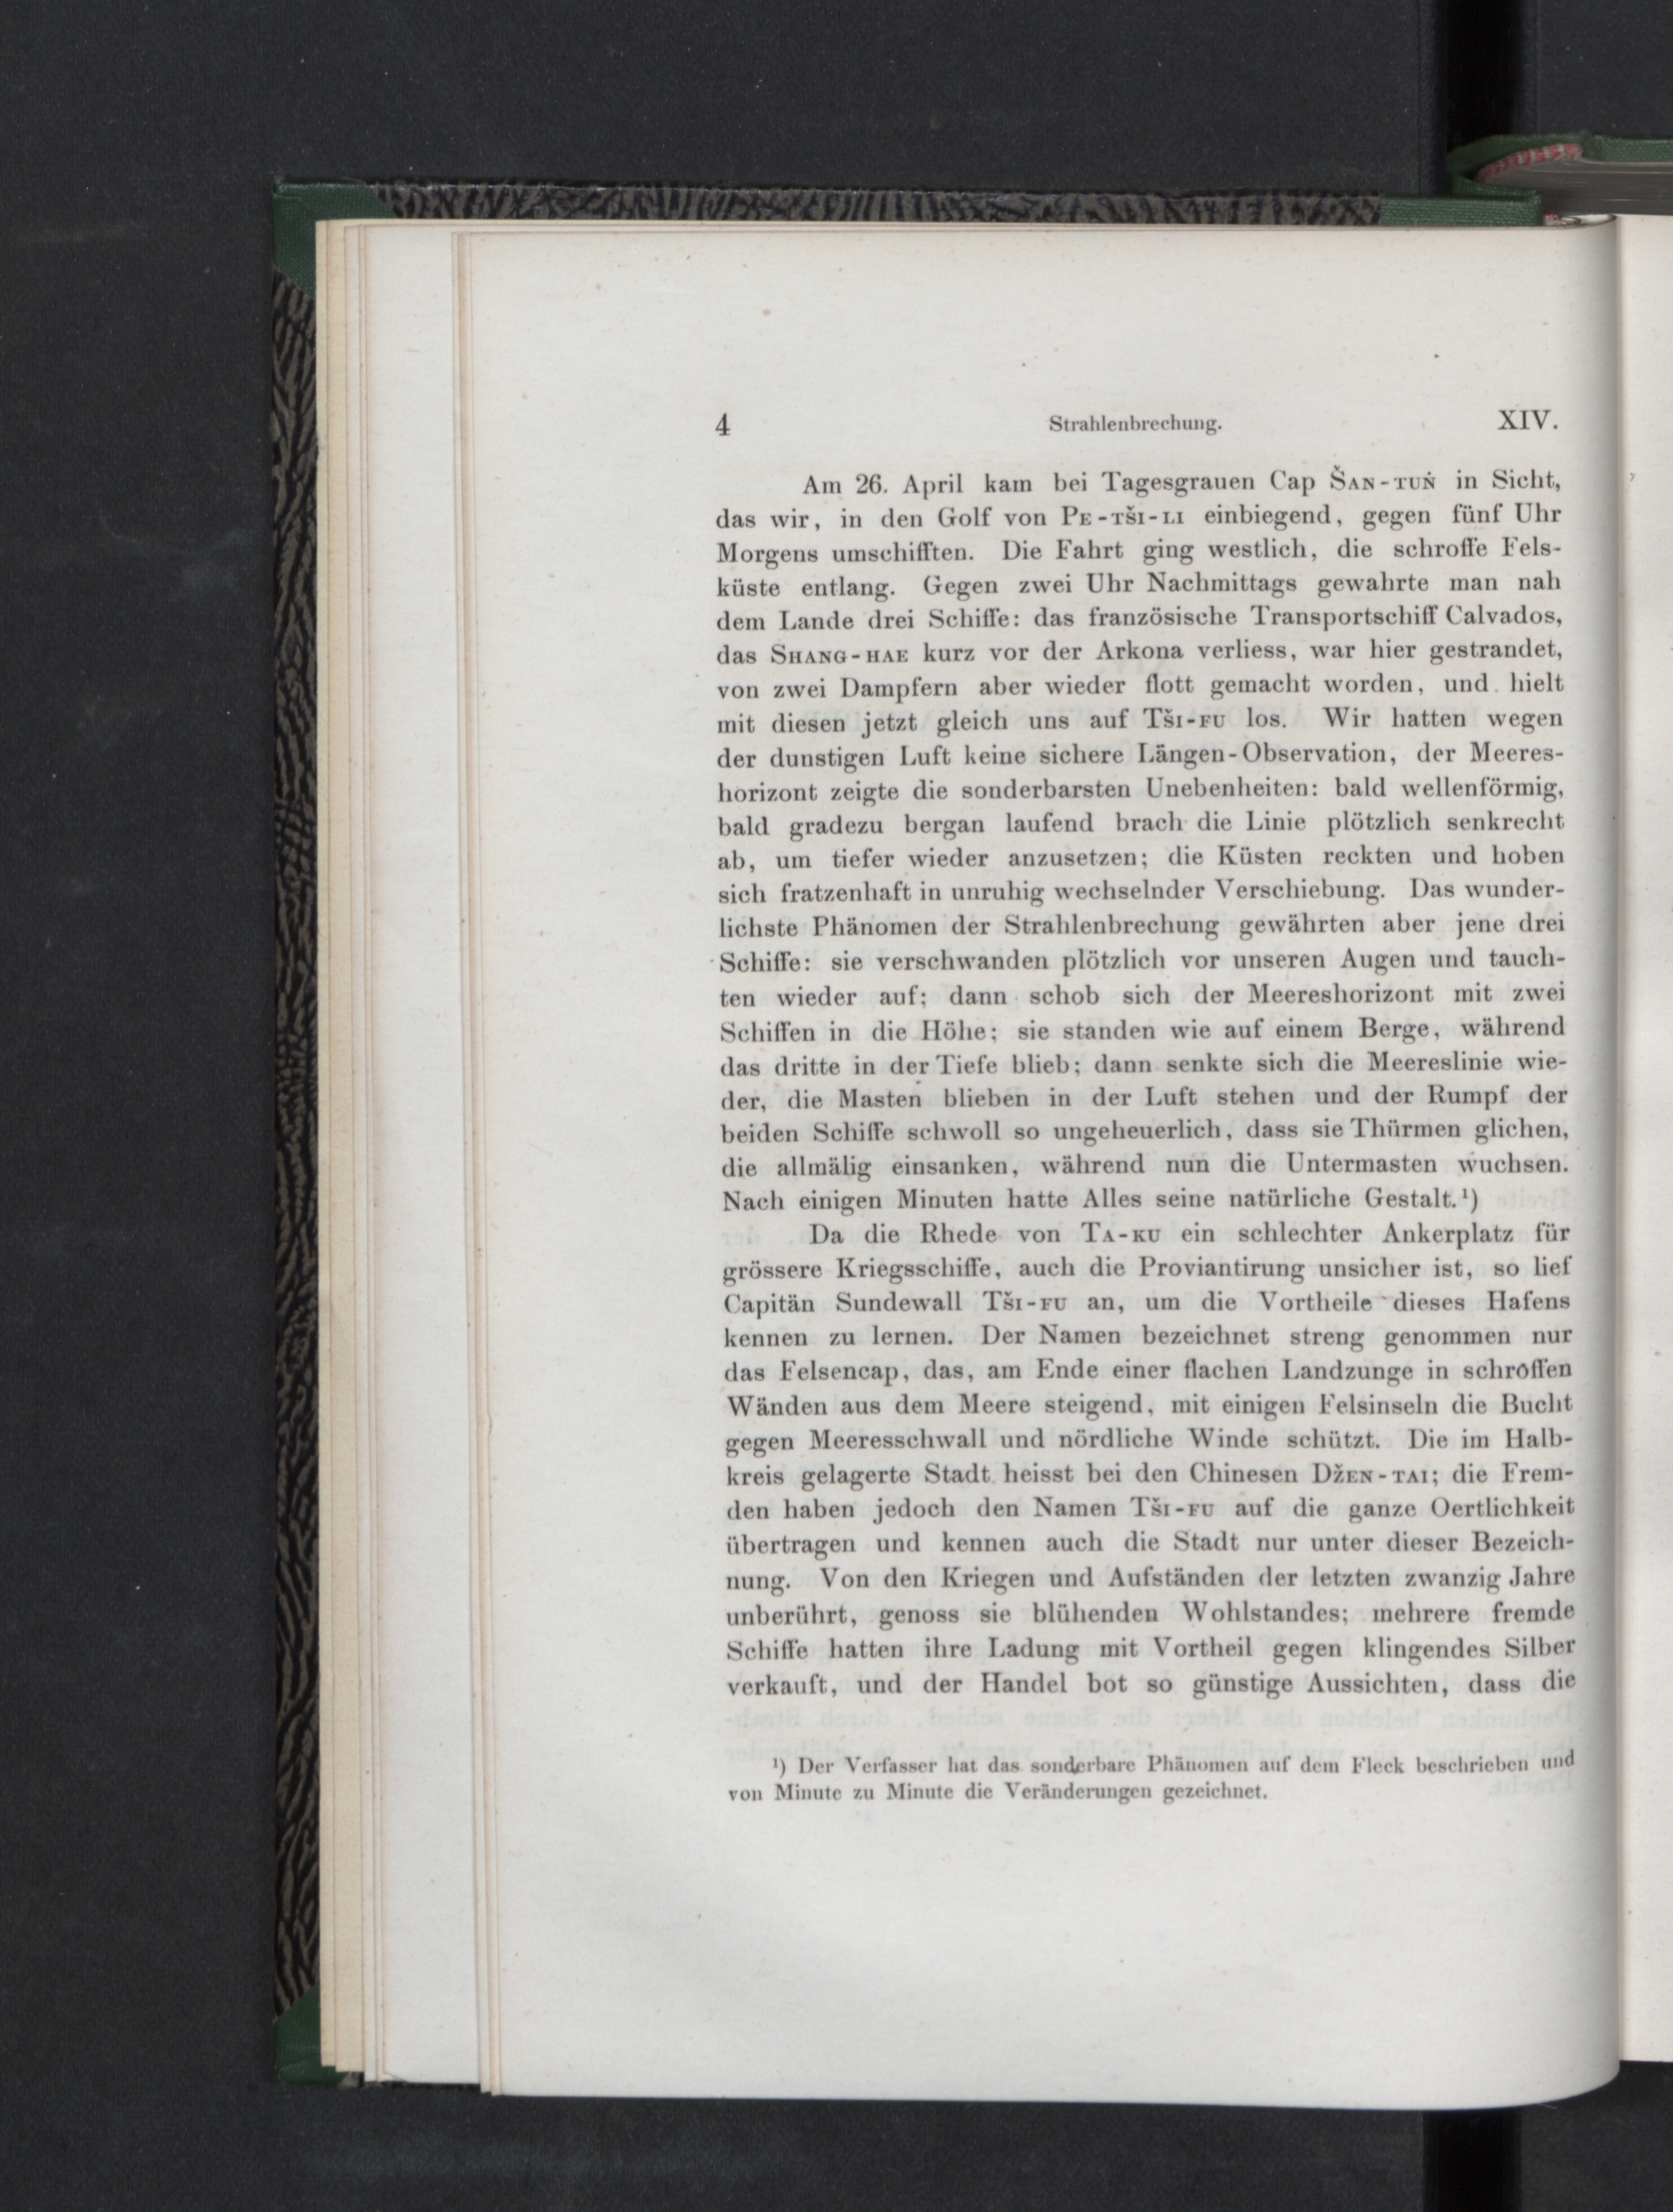 4 Strahlenbrechung. XIV.
Am 26. April kam bei Tagesgrauen Cap Šan-tuṅ in Sicht,
das wir, in den Golf von Pe-tši-li einbiegend, gegen fünf Uhr
Morgens umschifften. Die Fahrt ging westlich, die schroffe Fels-
küste entlang. Gegen zwei Uhr Nachmittags gewahrte man nah
dem Lande drei Schiffe: das französische Transportschiff Calvados,
das Shang-hae kurz vor der Arkona verliess, war hier gestrandet,
von zwei Dampfern aber wieder flott gemacht worden, und hielt
mit diesen jetzt gleich uns auf Tši-fu los. Wir hatten wegen
der dunstigen Luft keine sichere Längen-Observation, der Meeres-
horizont zeigte die sonderbarsten Unebenheiten: bald wellenförmig,
bald gradezu bergan laufend brach die Linie plötzlich senkrecht
ab, um tiefer wieder anzusetzen; die Küsten reckten und hoben
sich fratzenhaft in unruhig wechselnder Verschiebung. Das wunder-
lichste Phänomen der Strahlenbrechung gewährten aber jene drei
Schiffe: sie verschwanden plötzlich vor unseren Augen und tauch-
ten wieder auf; dann schob sich der Meereshorizont mit zwei
Schiffen in die Höhe; sie standen wie auf einem Berge, während
das dritte in der Tiefe blieb; dann senkte sich die Meereslinie wie-
der, die Masten blieben in der Luft stehen und der Rumpf der
beiden Schiffe schwoll so ungeheuerlich, dass sie Thürmen glichen,
die allmälig einsanken, während nun die Untermasten wuchsen.
Nach einigen Minuten hatte Alles seine natürliche Gestalt.¹)
Da die Rhede von Ta-ku ein schlechter Ankerplatz für
grössere Kriegsschiffe, auch die Proviantirung unsicher ist, so lief
Capitän Sundewall Tši-fu an, um die Vortheile dieses Hafens
kennen zu lernen. Der Namen bezeichnet streng genommen nur
das Felsencap, das, am Ende einer flachen Landzunge in schroffen
Wänden aus dem Meere steigend, mit einigen Felsinseln die Bucht
gegen Meeresschwall und nördliche Winde schützt. Die im Halb-
kreis gelagerte Stadt heisst bei den Chinesen Džen-tai; die Frem-
den haben jedoch den Namen Tši-fu auf die ganze Oertlichkeit
übertragen und kennen auch die Stadt nur unter dieser Bezeich-
nung. Von den Kriegen und Aufständen der letzten zwanzig Jahre
unberührt, genoss sie blühenden Wohlstandes; mehrere fremde
Schiffe hatten ihre Ladung mit Vortheil gegen klingendes Silber
verkauft, und der Handel bot so günstige Aussichten, dass die
¹) Der Verfasser hat das sonderbare Phänomen auf dem Fleck beschrieben und
von Minute zu Minute die Veränderungen gezeichnet.